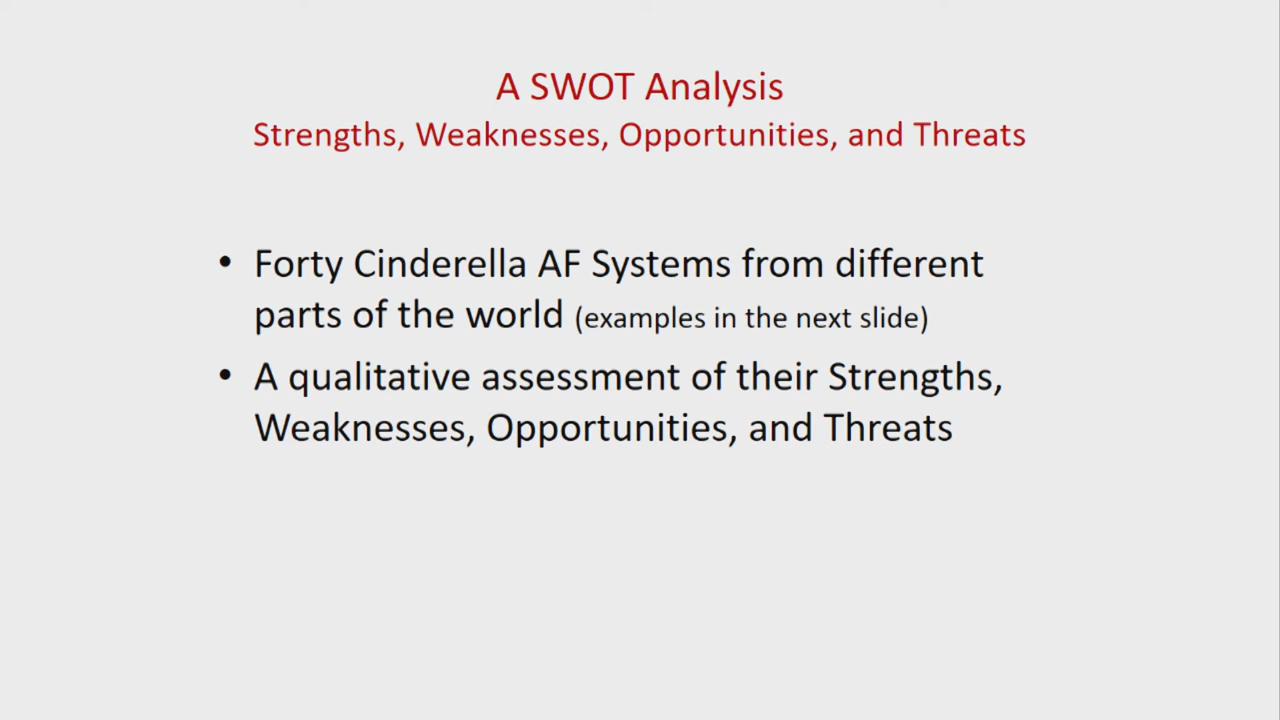 A SWOT Analysis
Strengths, Weaknesses, Opportunities, and Threats
• Forty Cinderella AF Systems from different
parts of the world (examples in the next slide)
• A qualitative assessment of their Strengths,
Weaknesses, Opportunities, and Threats